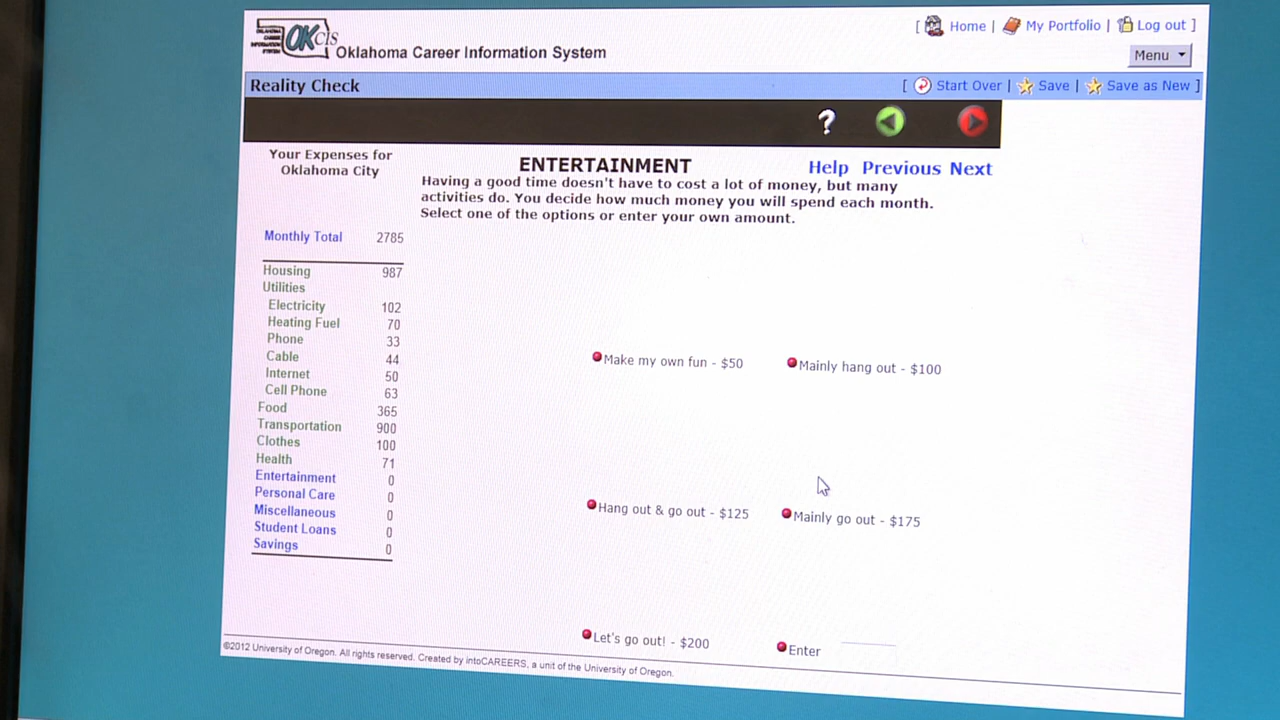 OKLAHOMA
CAREER
INFORMATION
SYSTEM
OKcis
Oklahoma Career Information System
[ Home | My Portfolio | Log out ]
Menu
Reality Check
[ Start Over | Save | Save as New ]
?
Your Expenses for
Oklahoma City
ENTERTAINMENT
Help Previous Next
Having a good time doesn't have to cost a lot of money, but many
activities do. You decide how much money you will spend each month.
Select one of the options or enter your own amount.
Monthly Total 2785
Housing 987
Utilities
Electricity 102
Heating Fuel 70
Phone 33
Cable 44
Internet 50
Cell Phone 63
Food 365
Transportation 900
Clothes 100
Health 71
Entertainment 0
Personal Care 0
Miscellaneous 0
Student Loans 0
Savings 0
Make my own fun - $50
Mainly hang out - $100
Hang out & go out - $125
Mainly go out - $175
Let's go out! - $200
Enter
©2012 University of Oregon. All rights reserved. Created by intoCAREERS, a unit of the University of Oregon.